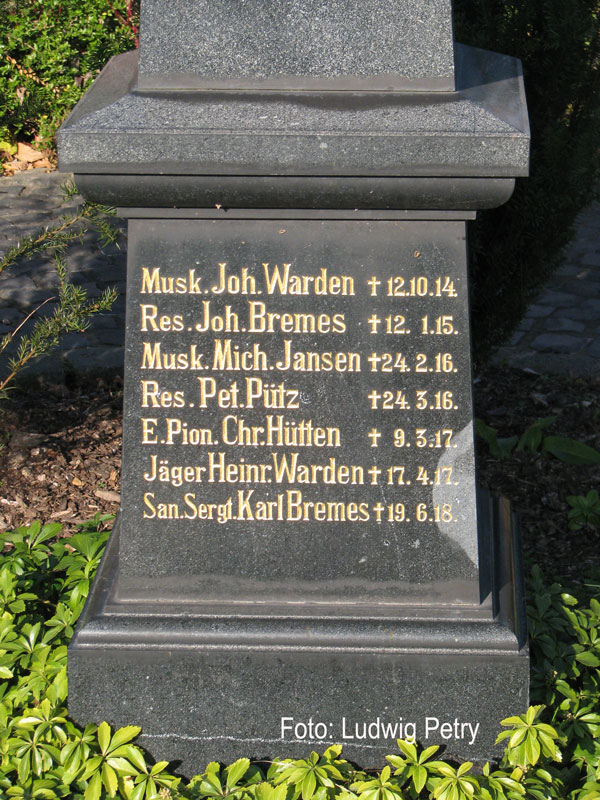 Musk. Joh. Warden † 12.10.14.
Res. Joh. Bremes † 12. 1.15.
Musk. Mich. Jansen † 24. 2.16.
Res. Pet. Pütz † 24. 3.16.
E. Pion. Chr. Hütten † 9. 3.17.
Jäger Heinr. Warden † 17. 4.17.
San. Sergt. Karl Bremes † 19. 6.18.
Foto: Ludwig Petry